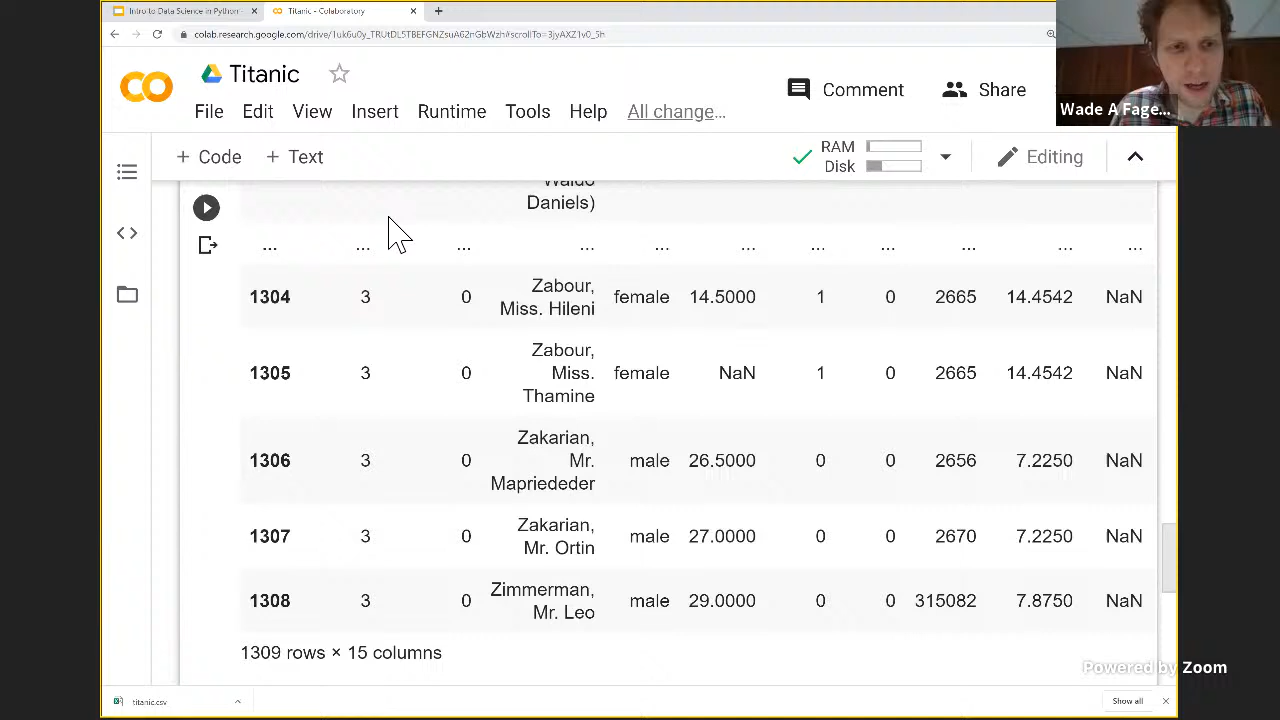 Intro to Data Science in Python
Titanic - Colaboratory
colab.research.google.com/drive/1uk6u0y_TRUtDL5TBEFGNZsuA62nGbWzh#scrollTo=3jyAXZ1v0_5h
Titanic
Comment
Share
File Edit View Insert Runtime Tools Help All change…
+ Code + Text
RAM
Disk
Editing
Wade A Fage...
Waldo
Daniels)
... ... ... ... ... ... ... ... ... ... ...
1304 3 0 Zabour, Miss. Hileni female 14.5000 1 0 2665 14.4542 NaN
1305 3 0 Zabour, Miss. Thamine female NaN 1 0 2665 14.4542 NaN
1306 3 0 Zakarian, Mr. Mapriededer male 26.5000 0 0 2656 7.2250 NaN
1307 3 0 Zakarian, Mr. Ortin male 27.0000 0 0 2670 7.2250 NaN
1308 3 0 Zimmerman, Mr. Leo male 29.0000 0 0 315082 7.8750 NaN
1309 rows × 15 columns
Powered by Zoom
titanic.csv
Show all